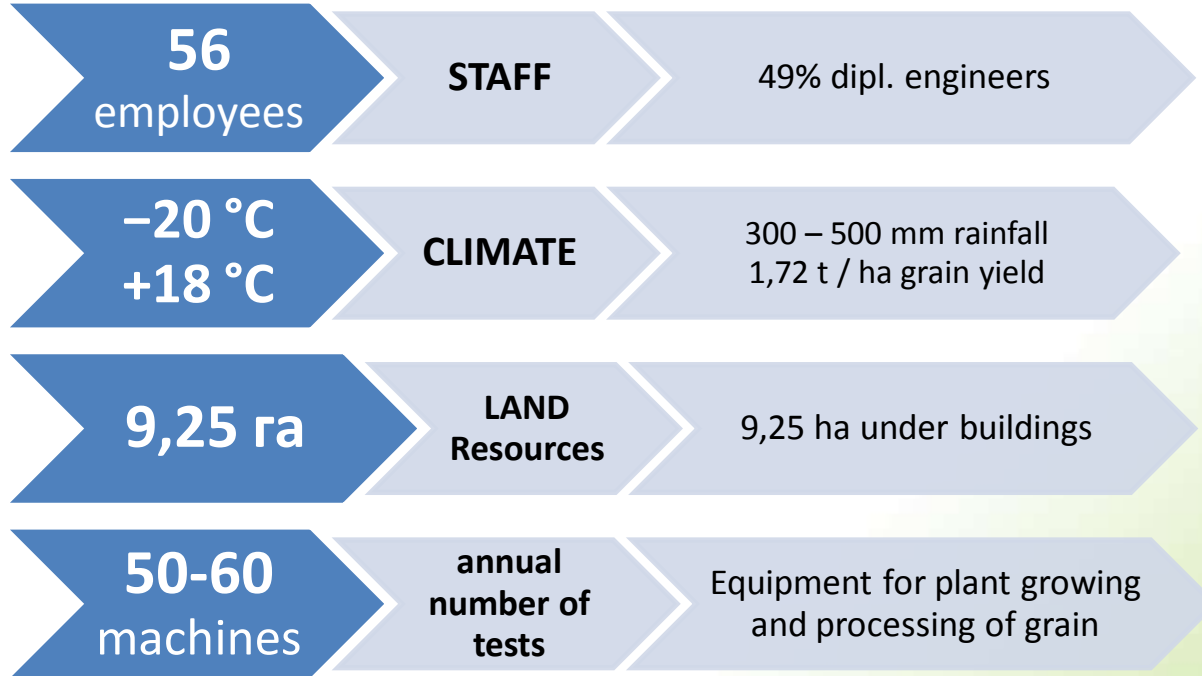 56
employees
STAFF
49% dipl. engineers
–20 °C
+18 °C
CLIMATE
300 – 500 mm rainfall
1,72 t / ha grain yield
9,25 га
LAND
Resources
9,25 ha under buildings
50-60
machines
annual
number of
tests
Equipment for plant growing
and processing of grain